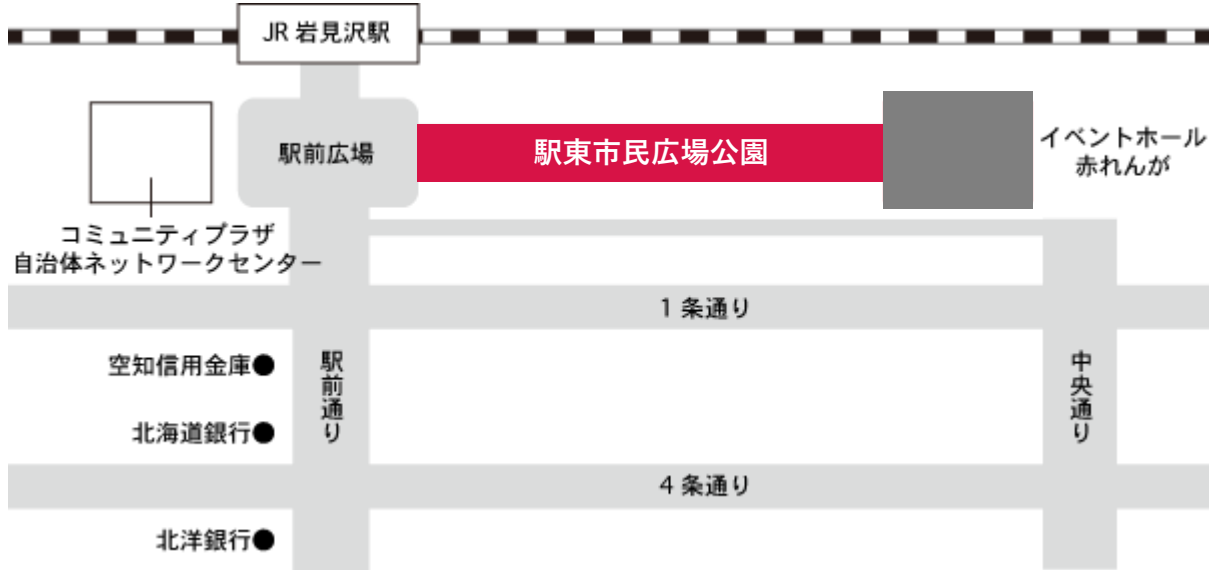 JR 岩見沢駅
駅前広場
駅東市民広場公園
イベントホール
赤れんが
コミュニティプラザ
自治体ネットワークセンター
1 条通り
空知信用金庫●
駅前通り
中央通り
北海道銀行●
4 条通り
北洋銀行●